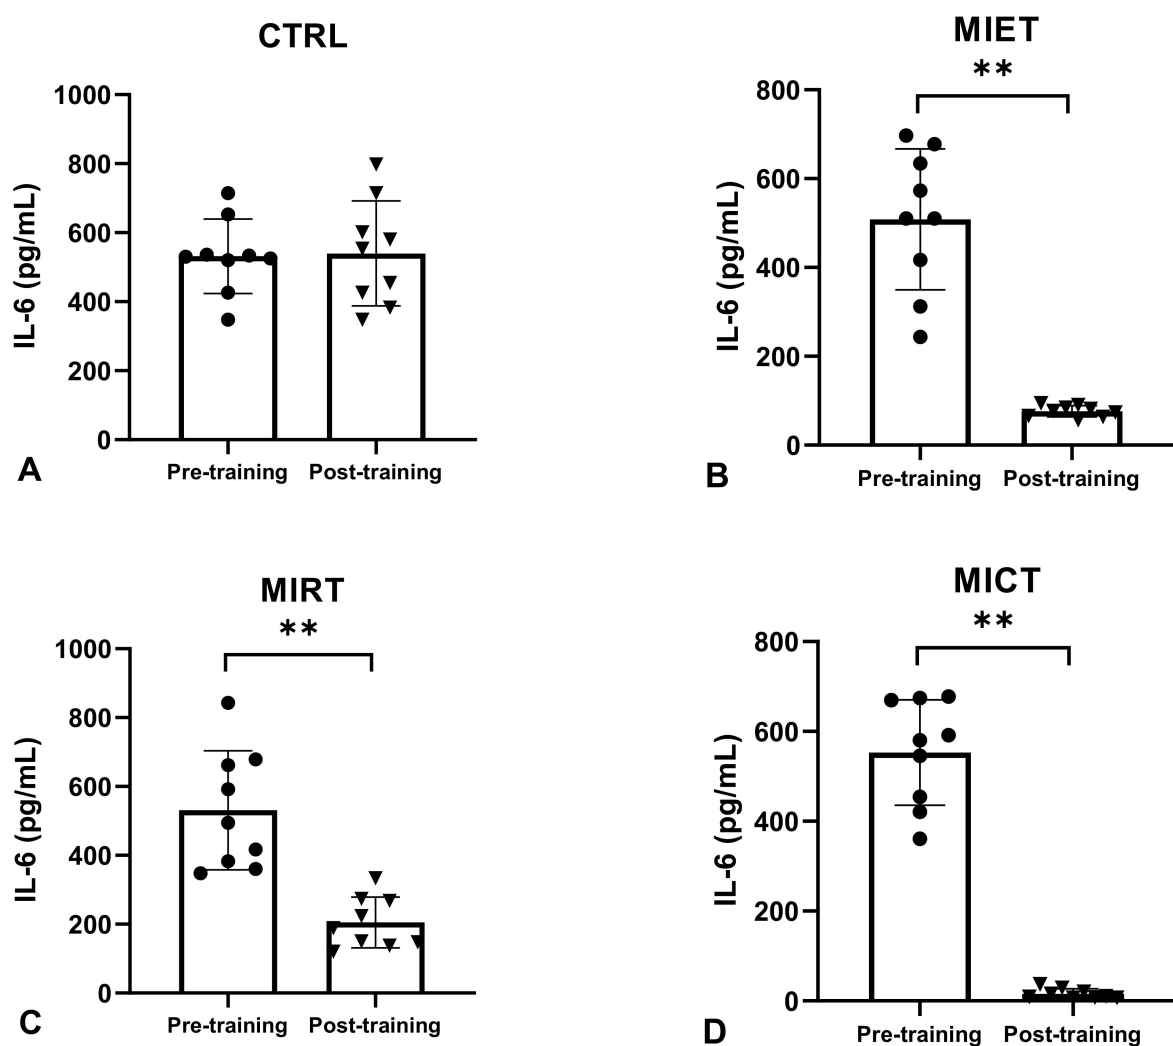 CTRL
1000
800
600
400
200
0
IL-6 (pg/mL)
Pre-training Post-training
A
MIET
**
800
600
400
200
0
IL-6 (pg/mL)
Pre-training Post-training
B
MIRT
**
1000
800
600
400
200
0
IL-6 (pg/mL)
Pre-training Post-training
C
MICT
**
800
600
400
200
0
IL-6 (pg/mL)
Pre-training Post-training
D